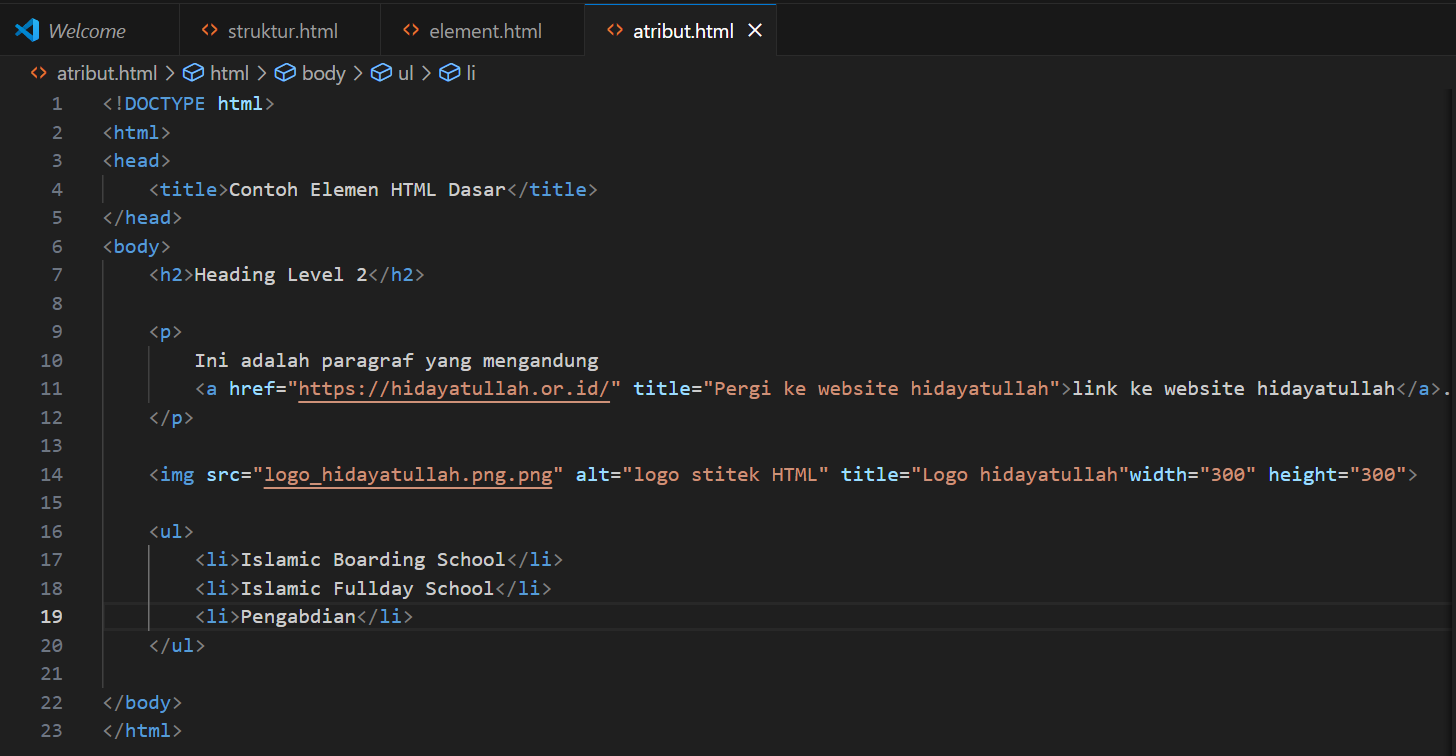 Welcome struktur.html element.html atribut.html
atribut.html > html > body > ul > li
1 <!DOCTYPE html>
2 <html>
3 <head>
4     <title>Contoh Elemen HTML Dasar</title>
5 </head>
6 <body>
7     <h2>Heading Level 2</h2>
8
9     <p>
10         Ini adalah paragraf yang mengandung
11         <a href="https://hidayatullah.or.id/" title="Pergi ke website hidayatullah">link ke website hidayatullah</a>.
12     </p>
13
14     <img src="logo_hidayatullah.png.png" alt="logo stitek HTML" title="Logo hidayatullah"width="300" height="300">
15
16     <ul>
17         <li>Islamic Boarding School</li>
18         <li>Islamic Fullday School</li>
19         <li>Pengabdian</li>
20     </ul>
21
22 </body>
23 </html>